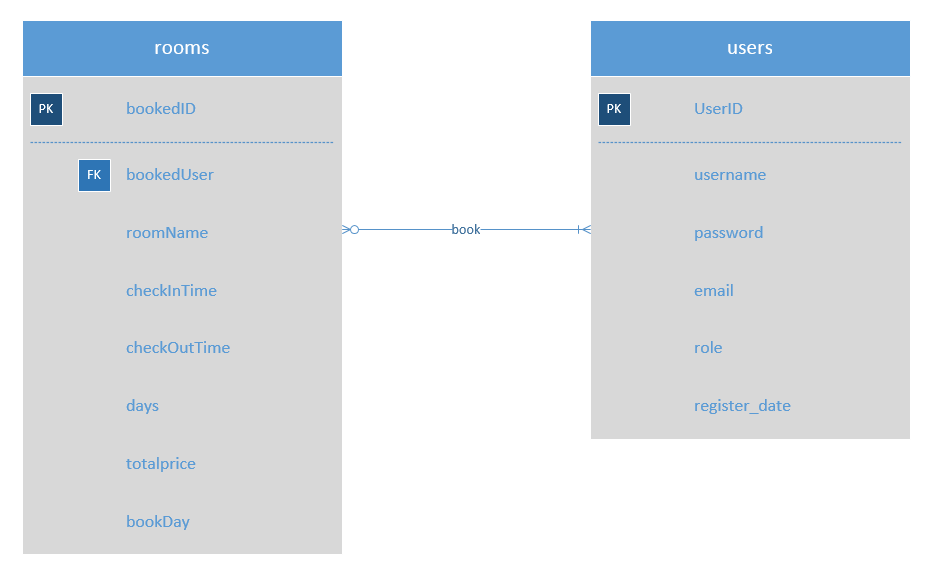 rooms
PK bookedID
FK bookedUser
roomName
checkInTime
checkOutTime
days
totalprice
bookDay
book
users
PK UserID
username
password
email
role
register_date